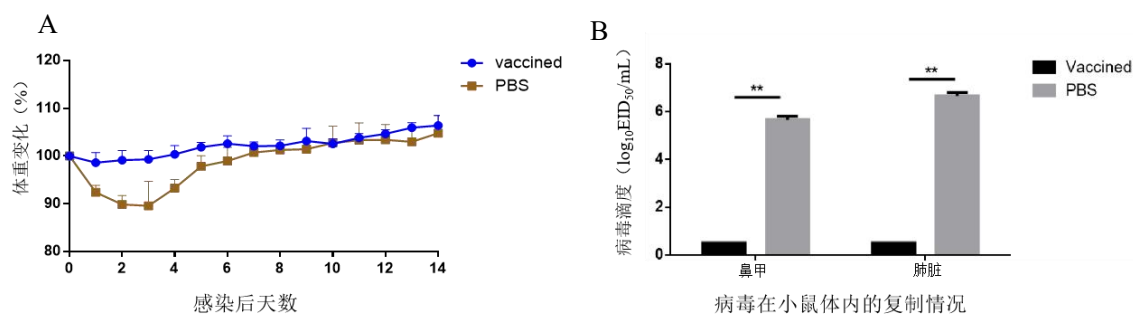 A
体重变化（%）
120
110
100
90
80
0 2 4 6 8 10 12 14
感染后天数
vaccined
PBS
B
病毒滴度（log₁₀EID₅₀/mL）
8
6
4
2
0
**
**
鼻甲 肺脏
病毒在小鼠体内的复制情况
Vaccined
PBS